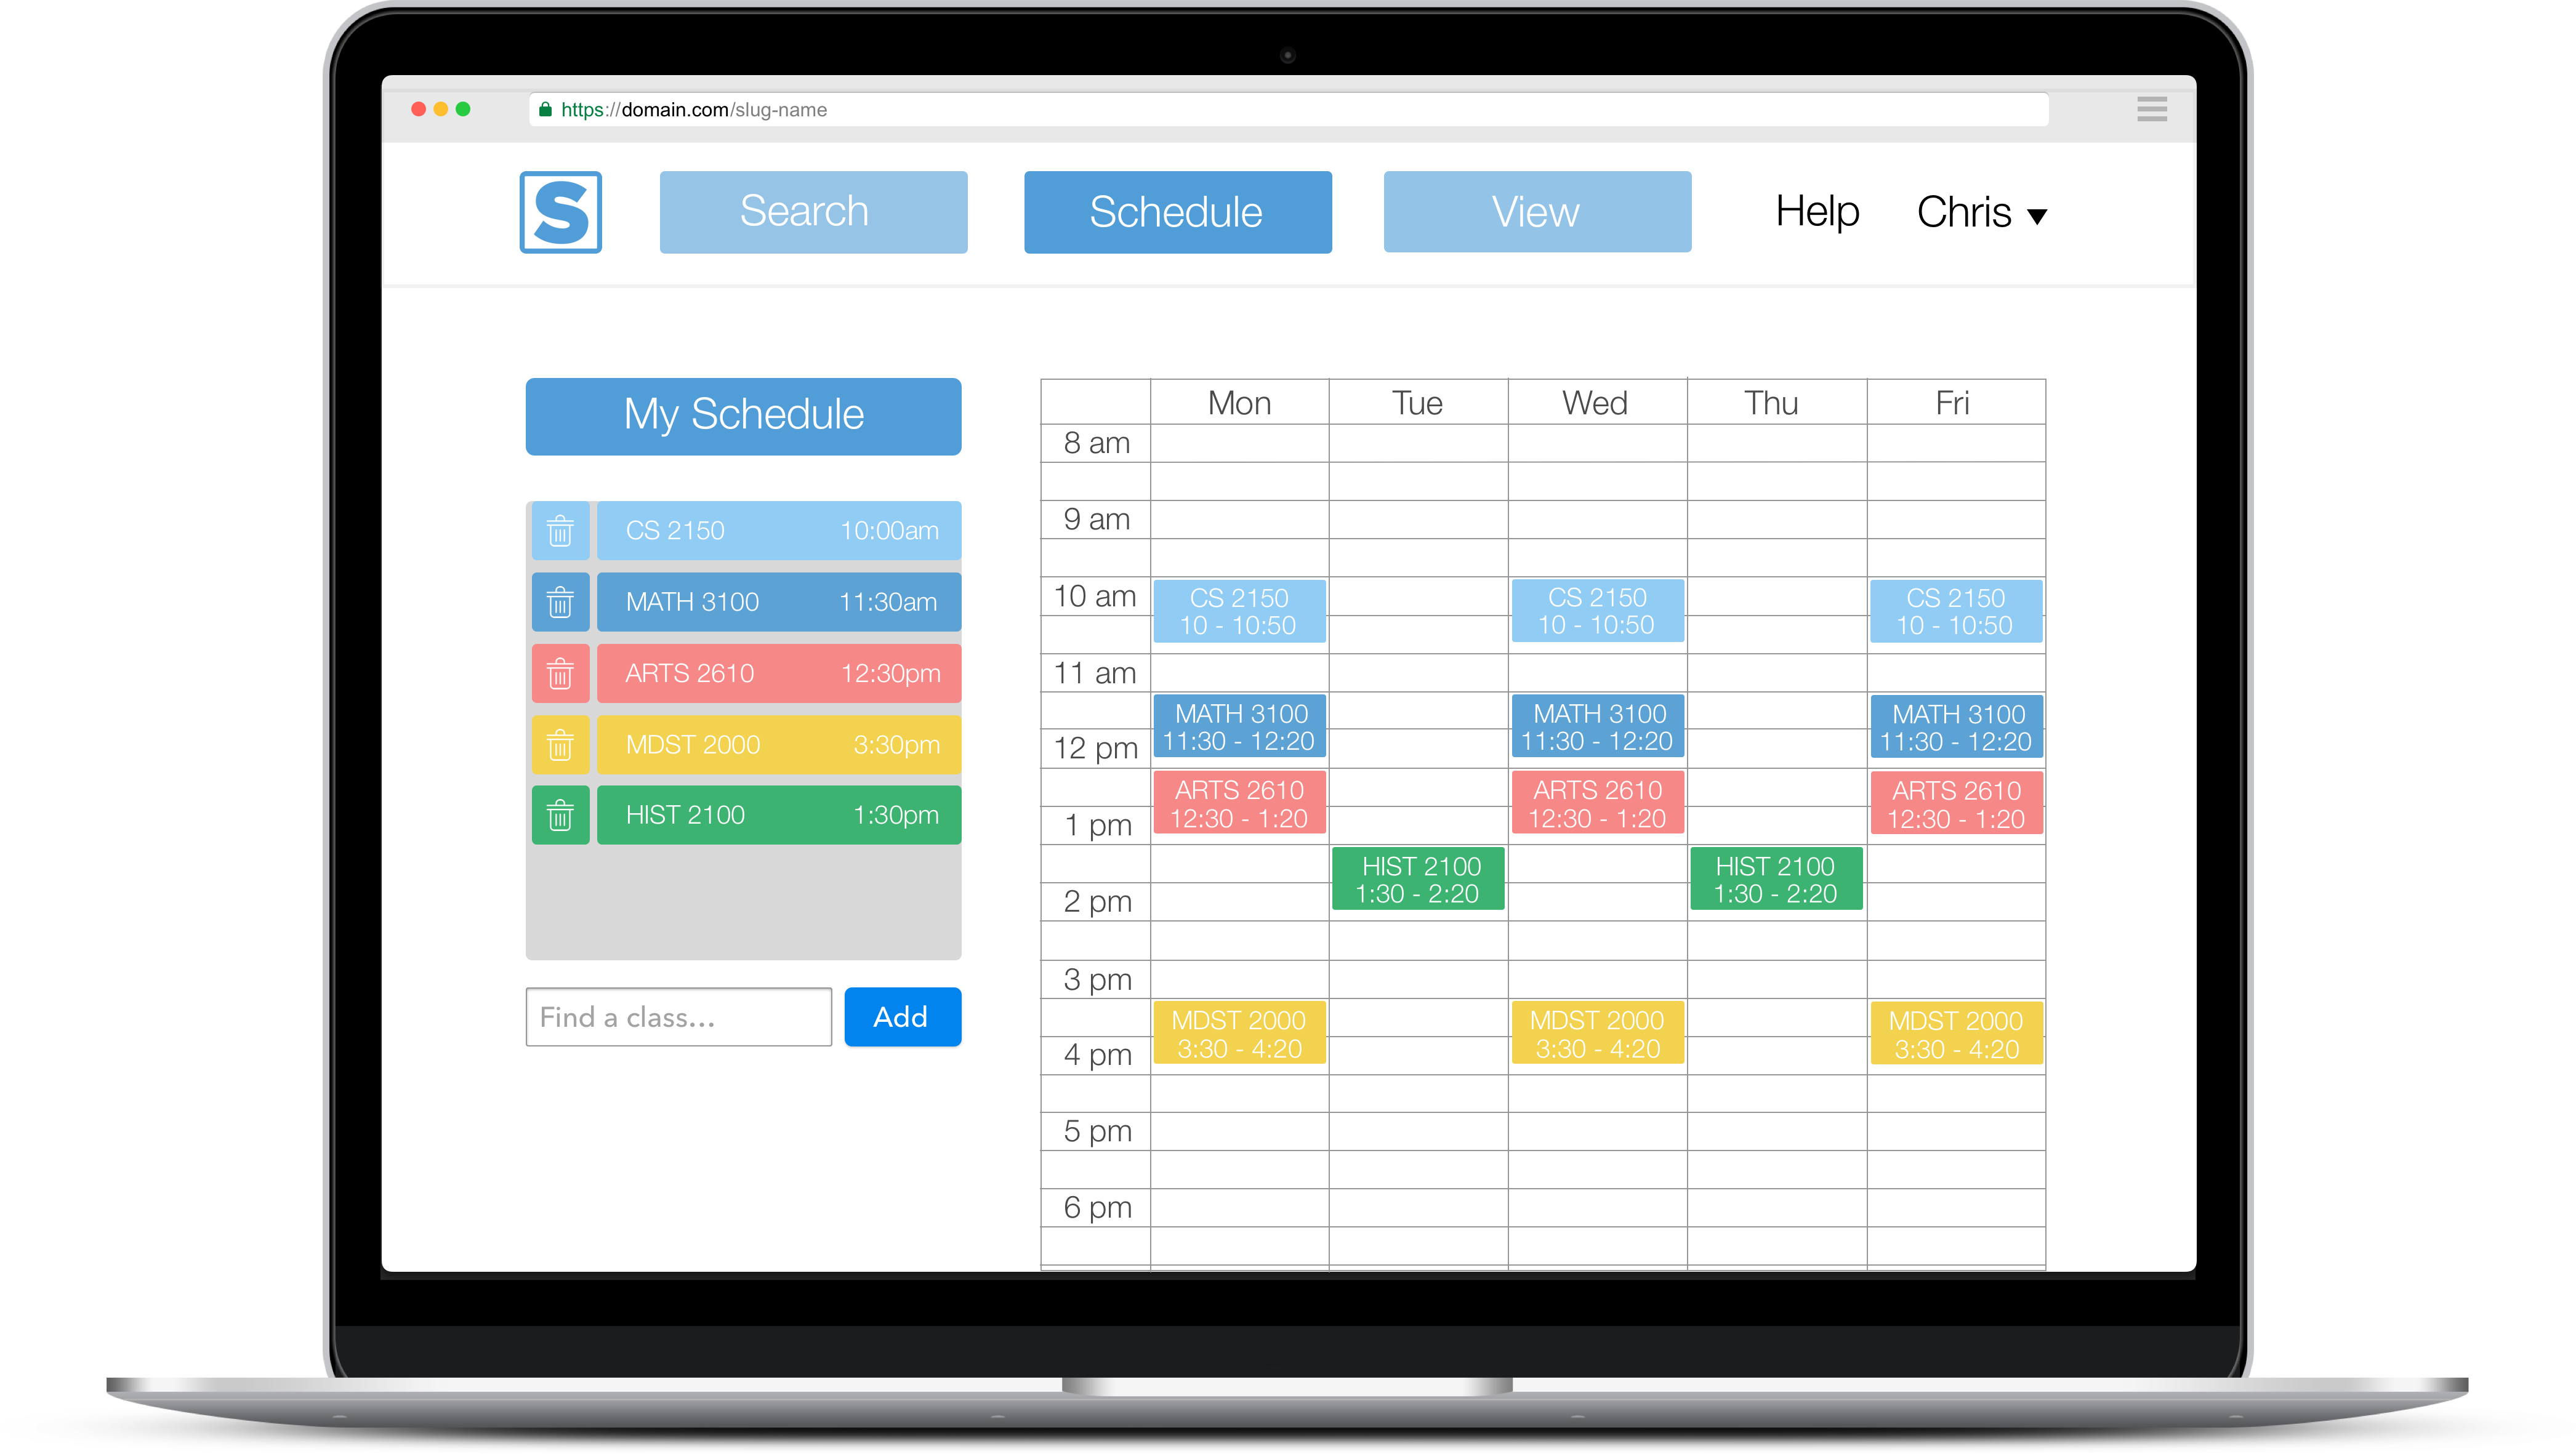 https://domain.com/slug-name
S
Search
Schedule
View
Help
Chris
My Schedule
CS 2150 10:00am
MATH 3100 11:30am
ARTS 2610 12:30pm
MDST 2000 3:30pm
HIST 2100 1:30pm
Find a class...
Add
Mon Tue Wed Thu Fri
8 am
9 am
10 am
CS 2150 CS 2150 CS 2150
10 - 10:50 10 - 10:50 10 - 10:50
11 am
MATH 3100 MATH 3100 MATH 3100
11:30 - 12:20 11:30 - 12:20 11:30 - 12:20
12 pm
ARTS 2610 ARTS 2610 ARTS 2610
12:30 - 1:20 12:30 - 1:20 12:30 - 1:20
1 pm
HIST 2100 HIST 2100
1:30 - 2:20 1:30 - 2:20
2 pm
3 pm
MDST 2000 MDST 2000 MDST 2000
3:30 - 4:20 3:30 - 4:20 3:30 - 4:20
4 pm
5 pm
6 pm